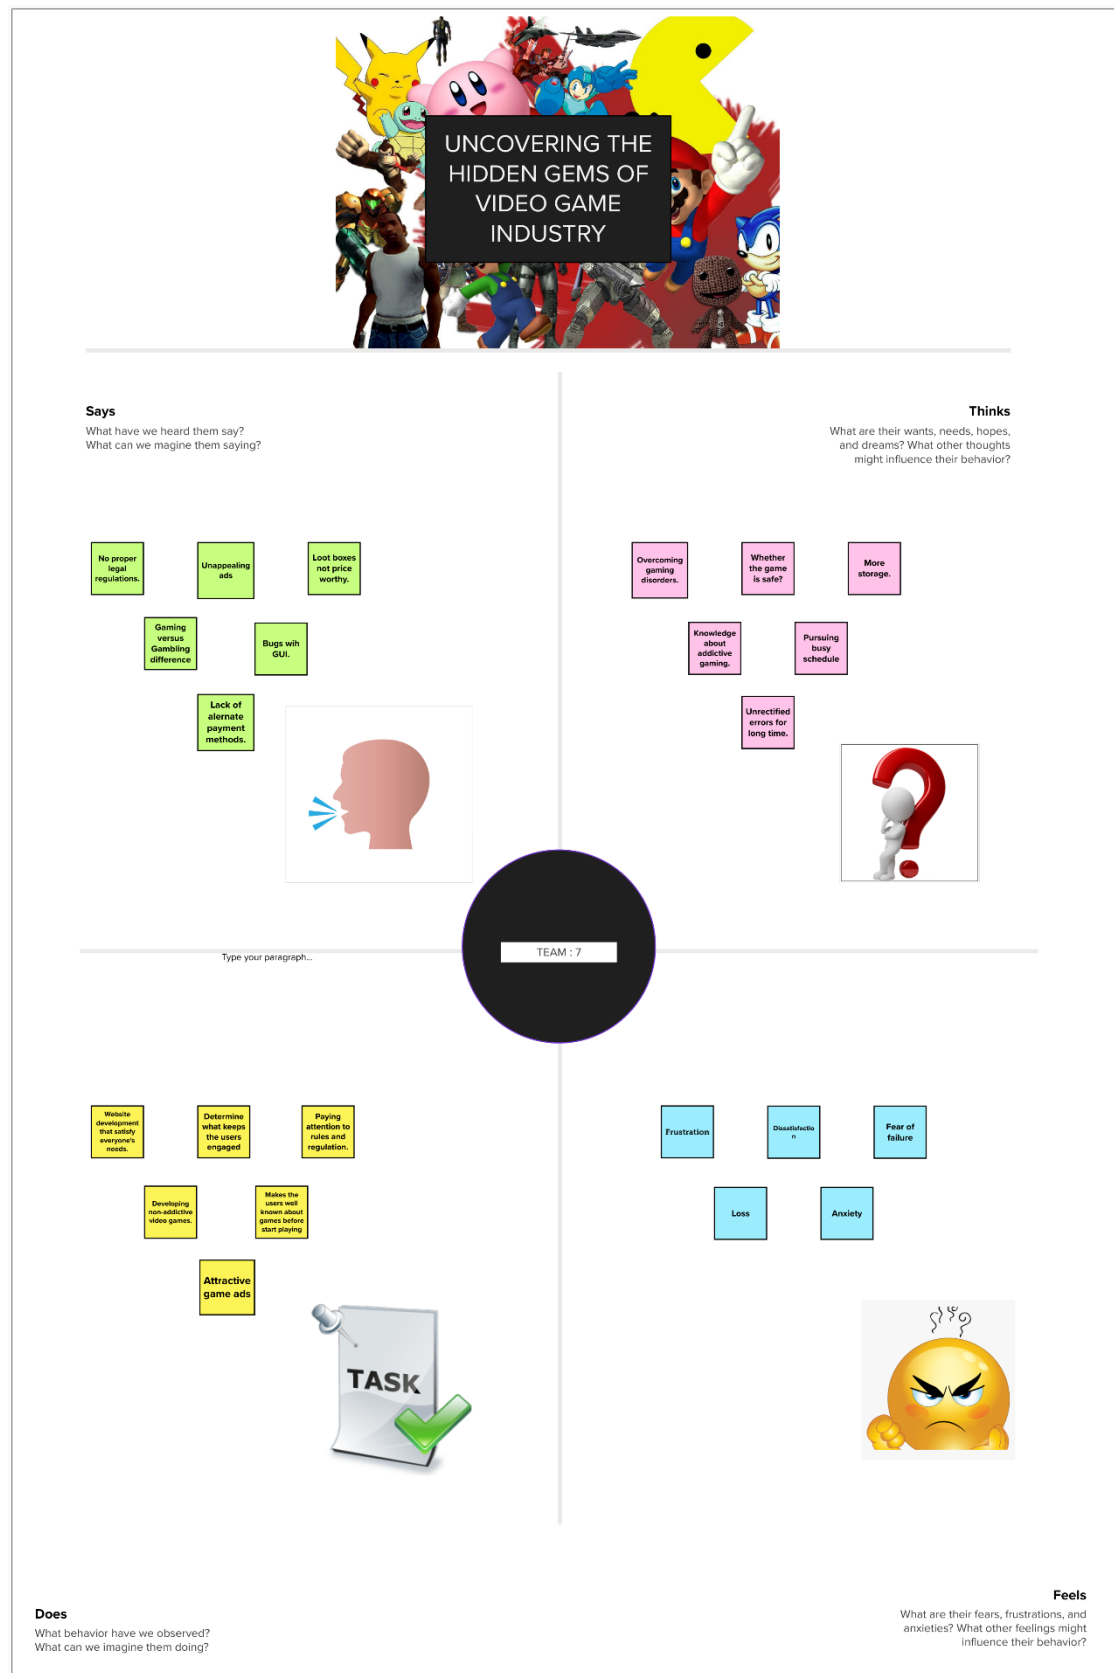 UNCOVERING THE
HIDDEN GEMS OF
VIDEO GAME
INDUSTRY
Says
What have we heard them say?
What can we magine them saying?
Thinks
What are their wants, needs, hopes,
and dreams? What other thoughts
might influence their behavior?
No proper
legal
regulations.
Unappealing
ads
Loot boxes
not price
worthy.
Gaming
versus
Gambling
difference
Bugs wih
GUI.
Lack of
alernate
payment
methods.
Overcoming
gaming
disorders.
Whether
the game
is safe?
More
storage.
Knowledge
about
addictive
gaming.
Pursuing
busy
schedule
Unrectified
errors for
long time.
TEAM : 7
Type your paragraph...
Website
development
that satisfy
everyone's
needs.
Determine
what keeps
the users
engaged
Paying
attention to
rules and
regulation.
Developing
non-addictive
video games.
Makes the
users well
known about
games before
start playing
Attractive
game ads
TASK
Frustration
Dissatisfactio
n
Fear of
failure
Loss
Anxiety
Does
What behavior have we observed?
What can we imagine them doing?
Feels
What are their fears, frustrations, and
anxieties? What other feelings might
influence their behavior?